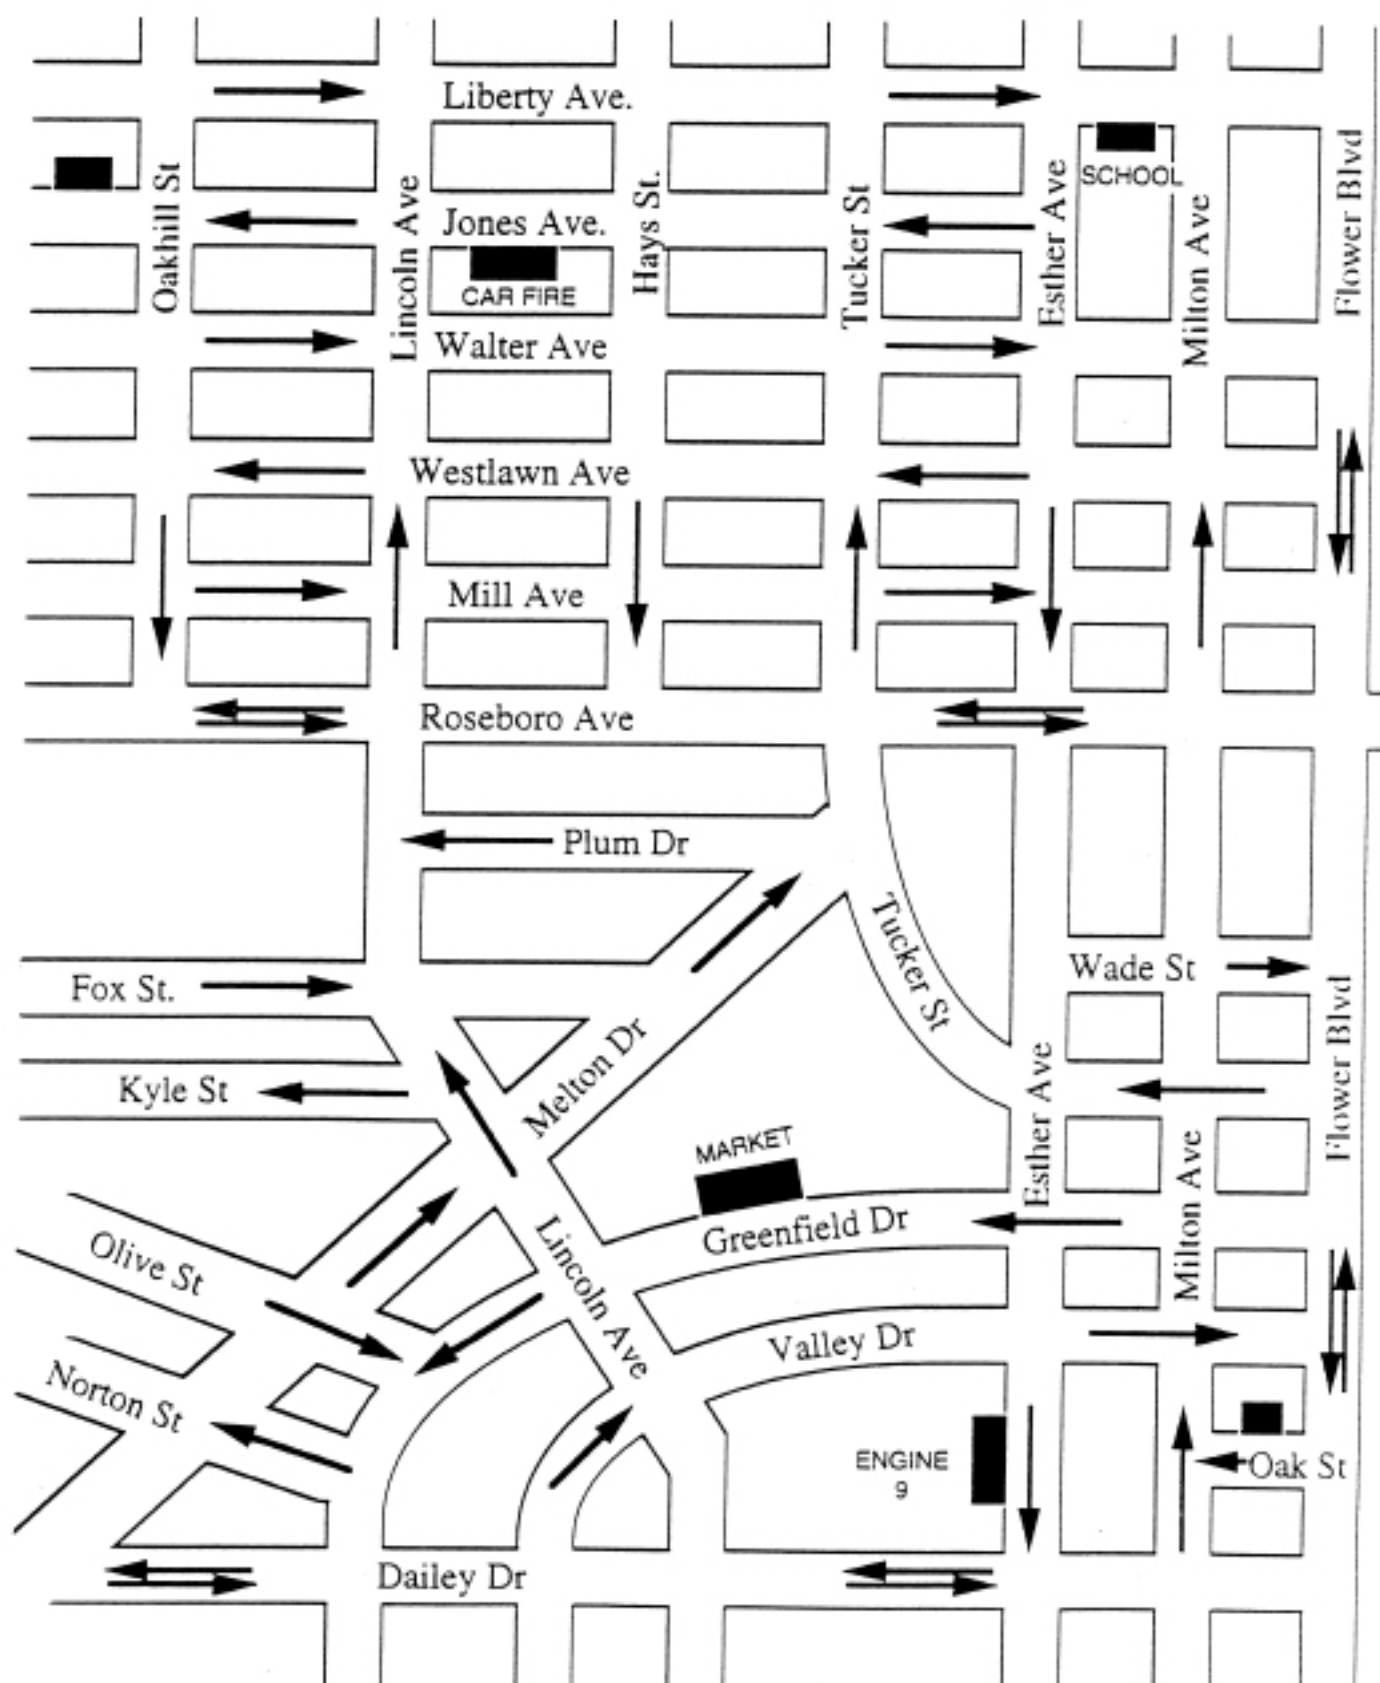 Liberty Ave.
Oakhill St
Lincoln Ave
Jones Ave.
Hays St.
Tucker St
Esther Ave
SCHOOL
Milton Ave
Flower Blvd
CAR FIRE
Walter Ave
Westlawn Ave
Mill Ave
Roseboro Ave
Plum Dr
Tucker St
Wade St
Fox St.
Melton Dr
Kyle St
Esther Ave
Flower Blvd
MARKET
Milton Ave
Olive St
Lincoln Ave
Greenfield Dr
Valley Dr
Norton St
ENGINE
9
Oak St
Dailey Dr